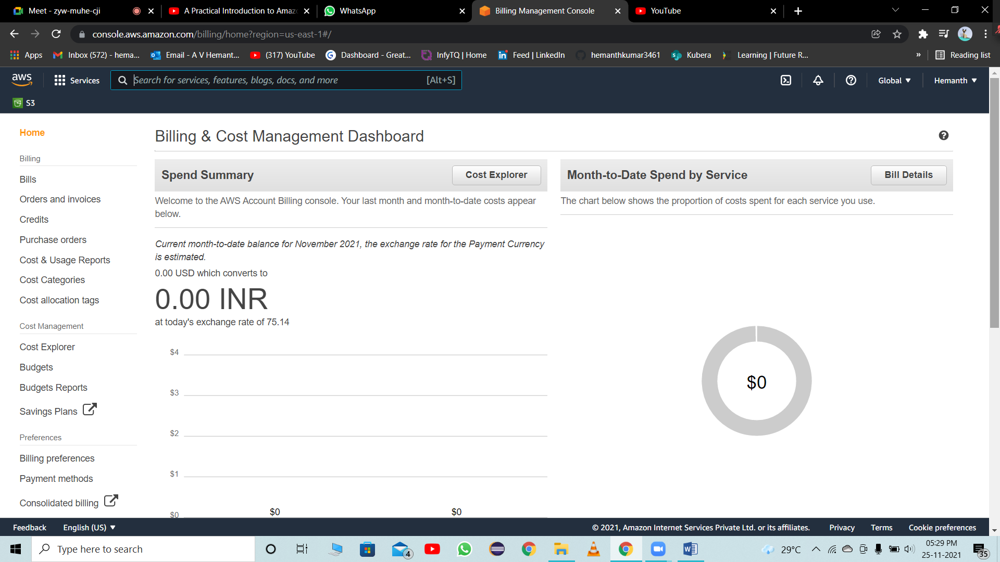 Meet - zyw-muhe-cji
A Practical Introduction to Amaz
WhatsApp
Billing Management Console
YouTube
console.aws.amazon.com/billing/home?region=us-east-1#/
Apps
Inbox (572) - hema...
Email - A V Hemant...
(317) YouTube
Dashboard - Great...
InfyTQ | Home
Feed | LinkedIn
hemanthkumar3461
Kubera
Learning | Future R...
»
Reading list
aws
Services
Search for services, features, blogs, docs, and more
[Alt+S]
Global
Hemanth
S3
Home
Billing
Bills
Orders and invoices
Credits
Purchase orders
Cost & Usage Reports
Cost Categories
Cost allocation tags
Cost Management
Cost Explorer
Budgets
Budgets Reports
Savings Plans
Preferences
Billing preferences
Payment methods
Consolidated billing
Billing & Cost Management Dashboard
Spend Summary
Cost Explorer
Welcome to the AWS Account Billing console. Your last month and month-to-date costs appear
below.
Current month-to-date balance for November 2021, the exchange rate for the Payment Currency
is estimated.
0.00 USD which converts to
0.00 INR
at today's exchange rate of 75.14
$4
$3
$2
$1
$0
$0
$0
Month-to-Date Spend by Service
Bill Details
The chart below shows the proportion of costs spent for each service you use.
$0
Feedback
English (US)
© 2021, Amazon Internet Services Private Ltd. or its affiliates.
Privacy
Terms
Cookie preferences
Type here to search
4
29°C
05:29 PM
25-11-2021
35